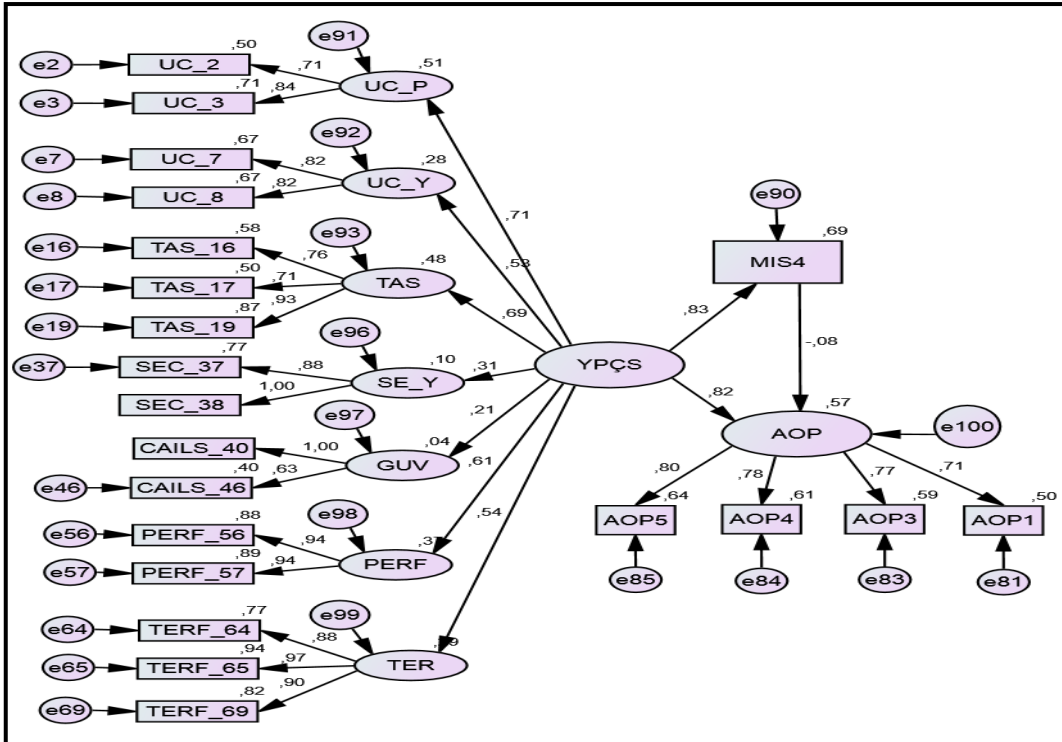 e91
,50
,51
e2
UC_2
,71
UC_P
,71
,84
e3
UC_3
e92
,67
,28
e7
UC_7
,82
UC_Y
,67
,82
e8
UC_8
e93
,58
,48
e16
TAS_16
,76
,50
TAS
e17
TAS_17
,71
,87
,93
e19
TAS_19
e96
,77
,10
e37
SEC_37
,88
SE_Y
1,00
SEC_38
e97
CAILS_40
1,00
,04
GUV
,40
,63
e46
CAILS_46
e98
,88
e56
PERF_56
,94
PERF
,89
,94
e57
PERF_57
e99
,77
e64
TERF_64
,88
TER
,94
,97
e65
TERF_65
,82
,90
e69
TERF_69
,71
,53
,69
,31
,21
,61
,54
YPÇS
e90
,69
MIS4
,83
-,08
,82
,57
AOP
e100
,80
,78
,77
,71
,64
,61
,59
,50
AOP5
AOP4
AOP3
AOP1
e85
e84
e83
e81